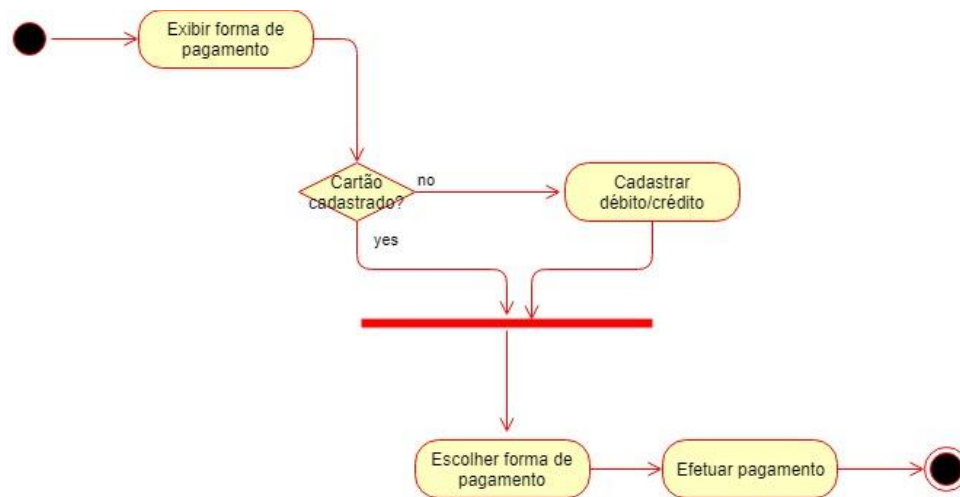 Exibir forma de
pagamento
Cartão
cadastrado?
no
Cadastrar
débito/crédito
yes
Escolher forma de
pagamento
Efetuar pagamento